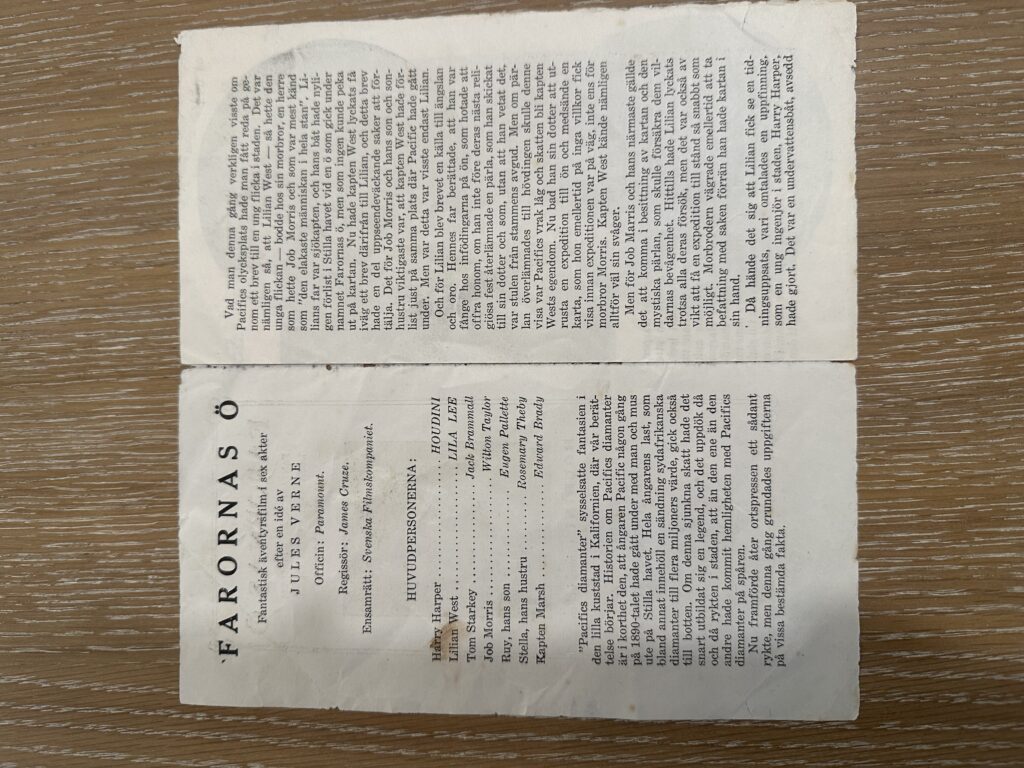 FARORNAS Ö
Fantastisk äventyrsfilm i sex akter
efter en idé av
JULES VERNE
Officin: Paramount.
Regissör: James Cruze.
Ensamrätt: Svenska Filmskompaniet.
HUVUDPERSONERNA:
Harry Harper .................... HOUDINI
Lilian West .................... LILA LEE
Tom Starkey .................... Jack Brammall
Job Morris .................... Wilton Taylor
Roy, hans son .................... Eugen Pallette
Stella, hans hustru .......... Rosemary Theby
Kapten Marsh .................... Edward Brady
"Pacifics diamanter" sysselsatte fantasien i
den lilla kuststad i Kalifornien, där vår berät-
telse börjar. Historien om Pacifics diamanter
är i korthet den, att ångaren Pacific någon gång
på 1890-talet hade gått under med man och mus
ute på Stilla havet. Hela ångarens last, som
bland annat innehöll en sändning sydafrikanska
diamanter till flera miljoners värde, gick också
till botten. Om denna sjunkna skatt hade det
snart utbildat sig en legend, och det uppdök då
och då rykten i staden, att än den ene än den
andre hade kommit hemligheten med Pacifics
diamanter på spåren.
Nu framförde åter ortspressen ett sådant
rykte, men denna gång grundades uppgifterna
på vissa bestämda fakta.
Vad man denna gång verkligen visste om
Pacifics olycksplats hade man fått reda på ge-
nom ett brev till en ung flicka i staden. Det var
nämligen så, att Lilian West — så hette den
unga flickan — bodde hos sin morbror, en herre
som hette Job Morris och som var mest känd
som "den elakaste människan i hela stan". Li-
lians far var sjökapten, och hans båt hade nyli-
gen förlist i Stilla havet vid en ö som gick under
namnet Farornas ö, men som ingen kunde peka
ut på kartan. Nu hade kapten West lyckats få
iväg ett brev därifrån till Lilian, och detta brev
hade en del uppseendeväckande saker att för-
tälja. Det för Job Morris och hans son och son-
hustru viktigaste var, att kapten West hade för-
list just på samma plats där Pacific hade gått
under. Men var detta var visste endast Lilian.
Och för Lilian blev brevet en källa till ängslan
och oro. Hennes far berättade, att han var
fånge hos infödingarna på ön, som hotade att
offra honom, om han inte före deras nästa reli-
giösa fest återlämnade en pärla, som han skickat
till sin dotter och som, utan att han vetat det,
var stulen från stammens avgud. Men om pär-
lan överlämnades till hövdingen skulle denne
visa var Pacifics vrak låg och skatten bli kapten
Wests egendom. Nu bad han sin dotter att ut-
rusta en expedition till ön och medsände en
karta, som hon emellertid på inga villkor fick
visa innan expeditionen var på väg, inte ens för
morbror Morris. Kapten West kände nämligen
alltför väl sin svåger.
Men för Job Marris och hans närmaste gällde
det att komma i besittning av kartan och den
mystiska pärlan, som skulle försäkra dem vil-
darnas bevågenhet. Hittills hade Lilian lyckats
trotsa alla deras försök, men det var också av
vikt att få en expedition till stånd så snabbt som
möjligt. Morbrodern vägrade emellertid att ta
befattning med saken förrän han hade kartan i
sin hand.
Då hände det sig att Lilian fick se en tid-
ningsuppsats, vari omtalades en uppfinning,
som en ung ingenjör i staden, Harry Harper,
hade gjort. Det var en undervattensbåt, avsedd